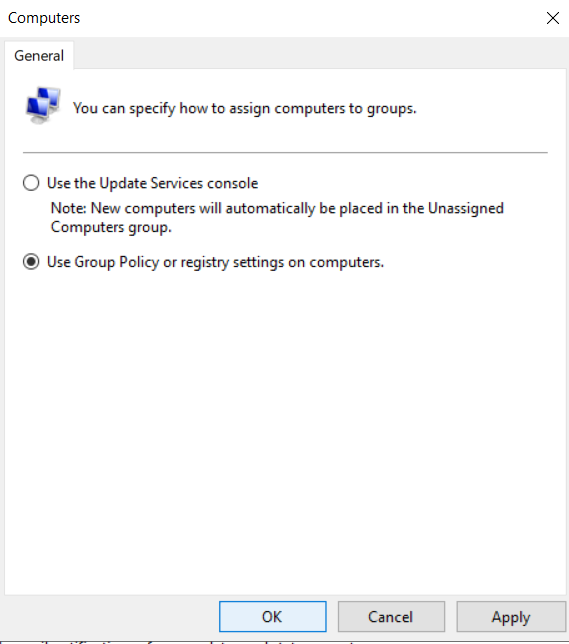 Computers
General
You can specify how to assign computers to groups.
Use the Update Services console
Note: New computers will automatically be placed in the Unassigned
Computers group.
Use Group Policy or registry settings on computers.
OK
Cancel
Apply